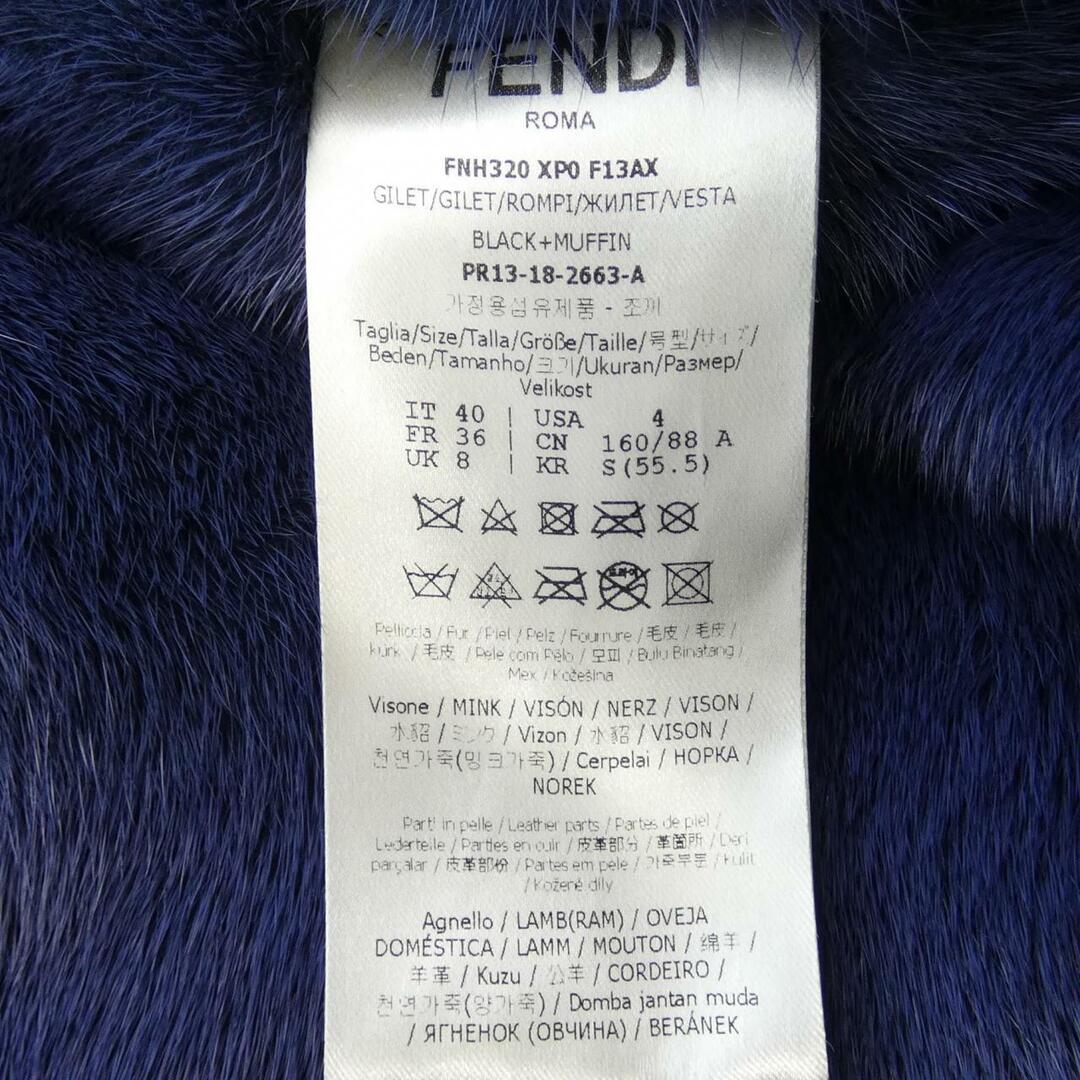 FENDI
ROMA
FNH320 XP0 F13AX
GILET/GILET/ROMPI/ЖИЛЕТ/VESTA
BLACK+MUFFIN
PR13-18-2663-A
가정용섬유제품 - 조끼
Taglia/Size/Talla/Größe/Taille/号型/サイズ/
Beden/Tamanho/크기/Ukuran/Размер/
Velikost
IT 40 | USA 4
FR 36 | CN 160/88 A
UK 8 | KR S(55.5)
Pelliccia / Fur / Piel / Pelz / Fourrure / 毛皮 / 毛皮 /
kürk / 毛皮 / Pele com Pêlo / 모피 / Bulu Binatang /
Мех / Kožešina
Visone / MINK / VISÓN / NERZ / VISON /
水貂 / ミンク / Vizon / 水貂 / VISON /
천연가죽(밍크가죽) / Cerpelai / НОРКА /
NOREK
Parti in pelle / Leather parts / Partes de piel /
Lederteile / Parties en cuir / 皮革部分 / 革箇所 / Deri
parçalar / 皮革部份 / Partes em pele / 가죽부분 / Kulit
/ Kožené díly
Agnello / LAMB(RAM) / OVEJA
DOMÉSTICA / LAMM / MOUTON / 绵羊 /
羊革 / Kuzu / 公羊 / CORDEIRO /
천연가죽(양가죽) / Domba jantan muda
/ ЯГНЕНОК (ОВЧИНА) / BERÁNEK